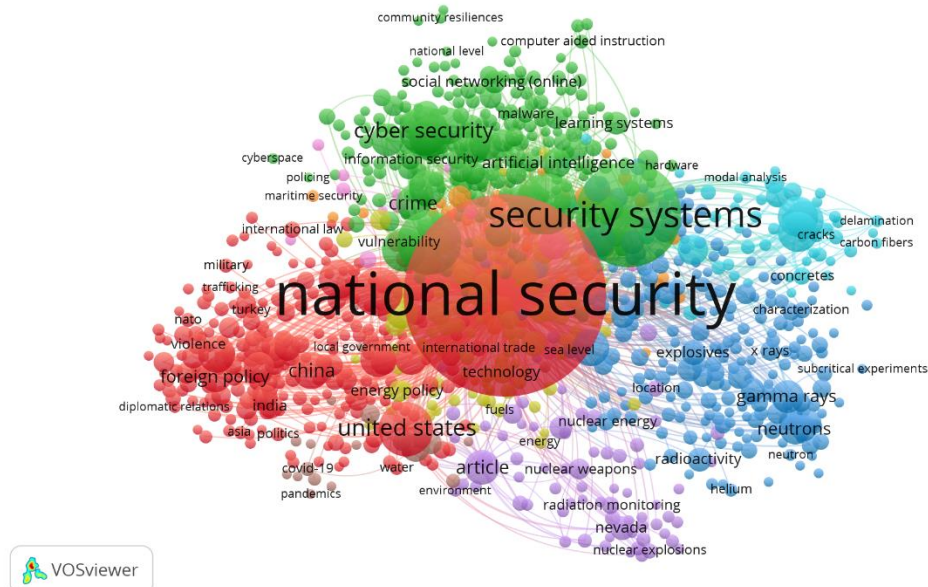 community resiliences
computer aided instruction
national level
social networking (online)
malware
learning systems
cyber security
cyberspace
information security
artificial intelligence
hardware
policing
modal analysis
maritime security
crime
security systems
delamination
international law
vulnerability
cracks
carbon fibers
military
concretes
trafficking
national security
nato
turkey
characterization
violence
local government
international trade
sea level
explosives
x rays
foreign policy
china
technology
subcritical experiments
energy policy
location
gamma rays
diplomatic relations
india
fuels
nuclear energy
asia
politics
united states
energy
neutrons
covid-19
water
article
nuclear weapons
radioactivity
neutron
pandemics
environment
radiation monitoring
helium
nevada
nuclear explosions
VOSviewer